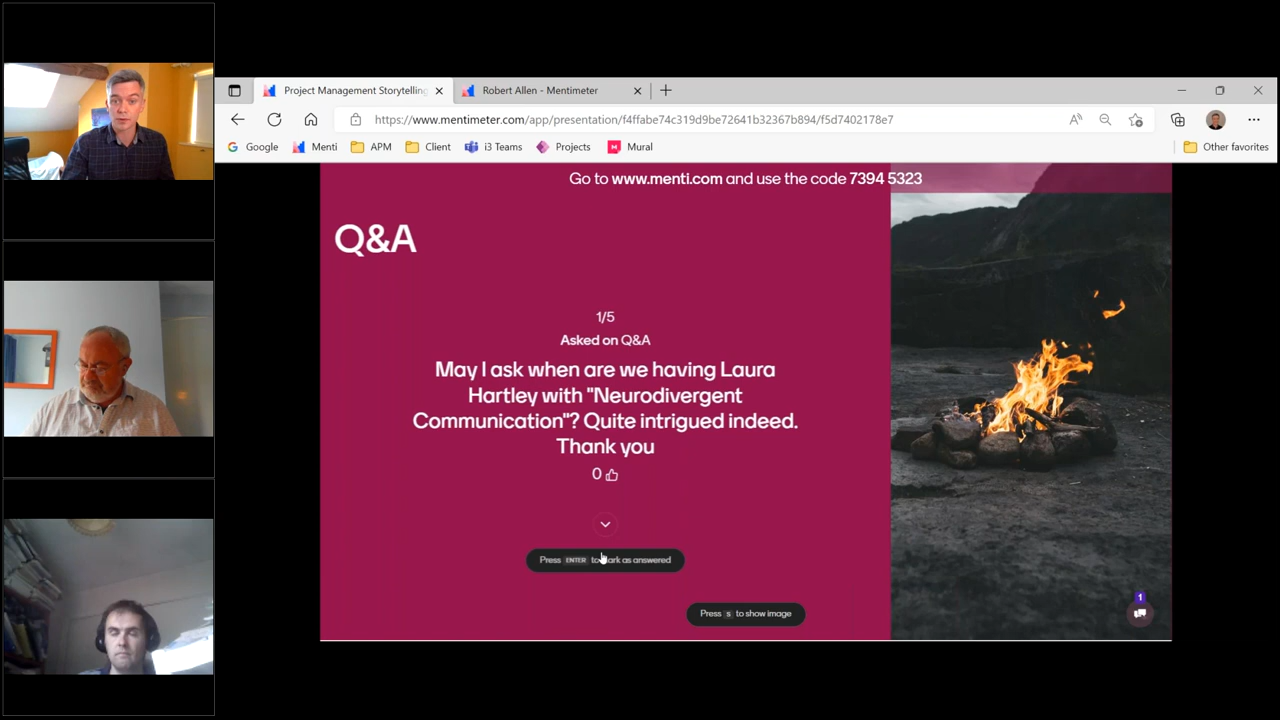 Project Management Storytelling
Robert Allen - Mentimeter
https://www.mentimeter.com/app/presentation/f4ffabe74c319d9be72641b32367b894/f5d7402178e7
Google
Menti
APM
Client
i3 Teams
Projects
Mural
Other favorites
Go to www.menti.com and use the code 7394 5323
Q&A
1/5
Asked on Q&A
May I ask when are we having Laura
Hartley with "Neurodivergent
Communication"? Quite intrigued indeed.
Thank you
0
Press ENTER to mark as answered
Press S to show image
1